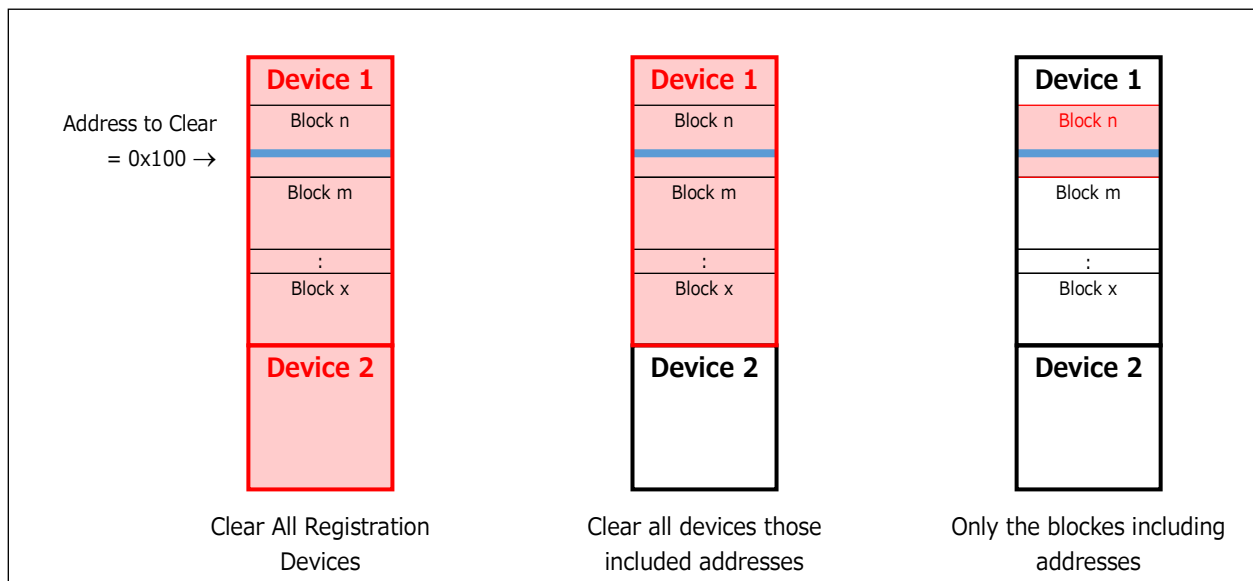 Address to Clear
= 0x100 →
Device 1
Block n
Block m
:
Block x
Device 2
Clear All Registration
Devices
Device 1
Block n
Block m
:
Block x
Device 2
Clear all devices those
included addresses
Device 1
Block n
Block m
:
Block x
Device 2
Only the blockes including
addresses